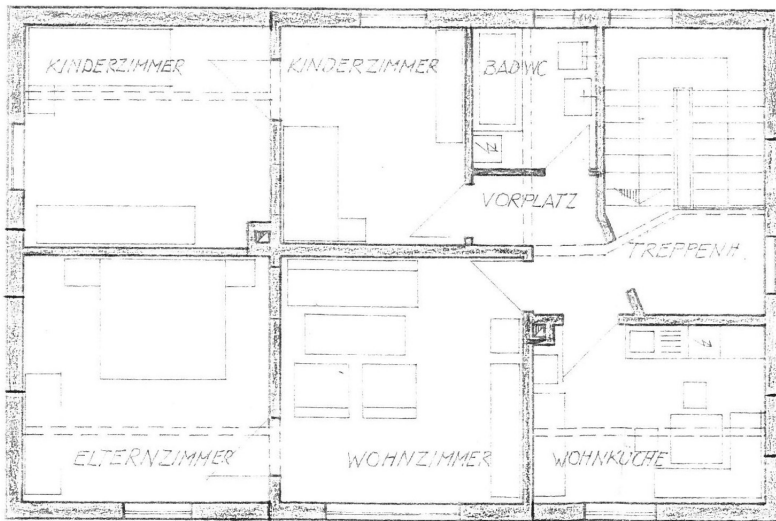 KINDERZIMMER
KINDERZIMMER
BAD WC
VORPLATZ
TREPPENH.
ELTERNZIMMER
WOHNZIMMER
WOHNKÜCHE